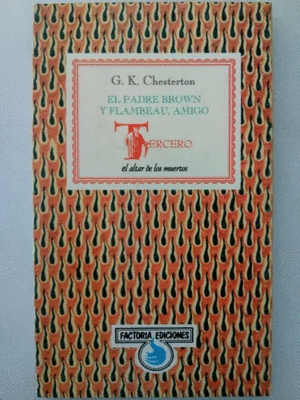 G. K. Chesterton
EL PADRE BROWN
Y FLAMBEAU, AMIGO
TERCERO
el altar de los muertos
FACTORIA EDICIONES